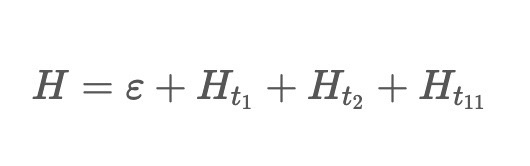 H = ε + H_{t_1} + H_{t_2} + H_{t_{11}}